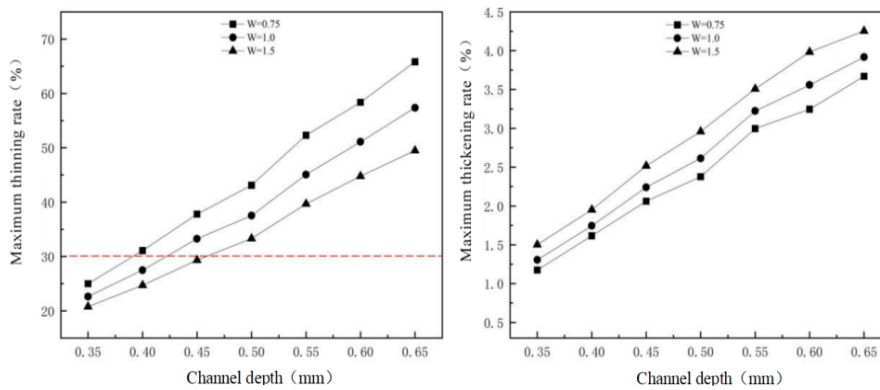 W=0.75
W=1.0
W=1.5
70
60
50
40
30
20
Maximum thinning rate（%）
0.35 0.40 0.45 0.50 0.55 0.60 0.65
Channel depth（mm）
W=0.75
W=1.0
W=1.5
4.5
4.0
3.5
3.0
2.5
2.0
1.5
1.0
0.5
Maximum thickening rate（%）
0.35 0.40 0.45 0.50 0.55 0.60 0.65
Channel depth（mm）